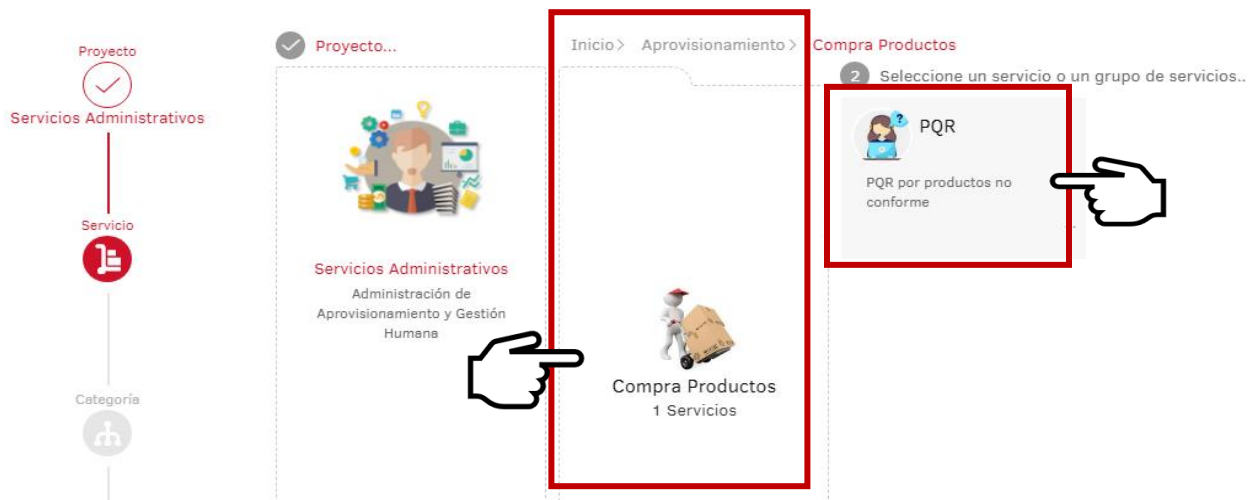 Proyecto
Servicios Administrativos
Servicio
Categoría
Proyecto...
Servicios Administrativos
Administración de
Aprovisionamiento y Gestión
Humana
Inicio> Aprovisionamiento> Compra Productos
2 Seleccione un servicio o un grupo de servicios..
Compra Productos
1 Servicios
PQR
PQR por productos no
conforme
...